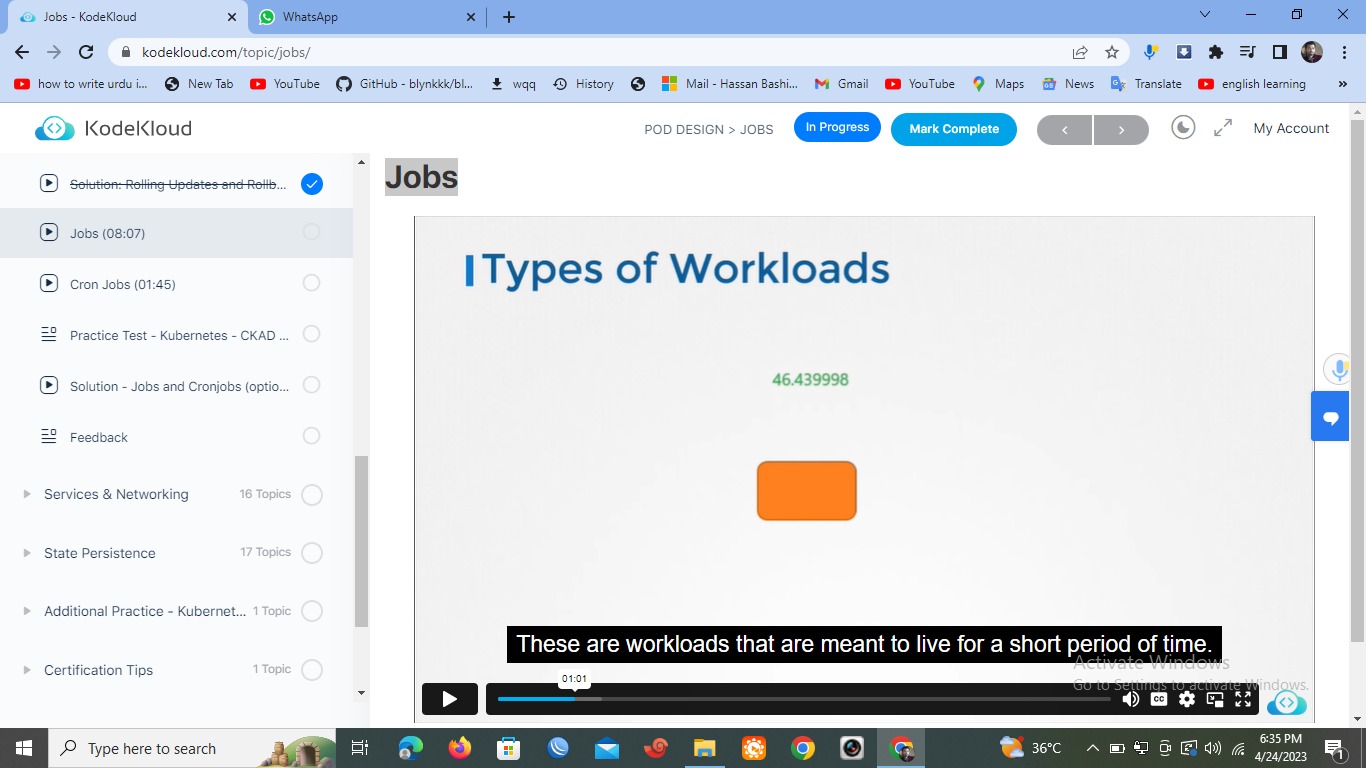 Jobs - KodeKloud
WhatsApp
kodekloud.com/topic/jobs/
how to write urdu i...
New Tab
YouTube
GitHub - blynkkk/bl...
wqq
History
Mail - Hassan Bashi...
Gmail
YouTube
Maps
News
Translate
english learning
»
KodeKloud
POD DESIGN > JOBS
In Progress
Mark Complete
My Account
Solution: Rolling Updates and Rollb...
Jobs (08:07)
Cron Jobs (01:45)
Practice Test - Kubernetes - CKAD ...
Solution - Jobs and Cronjobs (optio...
Feedback
Services & Networking 16 Topics
State Persistence 17 Topics
Additional Practice - Kubernet... 1 Topic
Certification Tips 1 Topic
Jobs
Types of Workloads
46.439998
These are workloads that are meant to live for a short period of time.
01:01
CC
Activate Windows
Go to Settings to activate Windows.
Type here to search
36°C
6:35 PM
4/24/2023
1